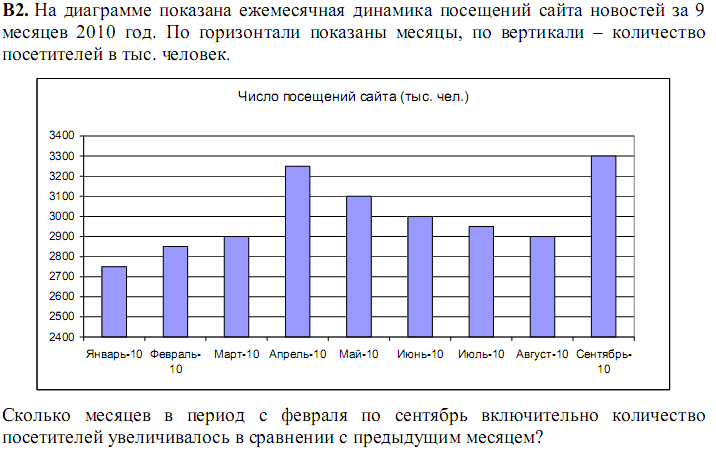 В2. На диаграмме показана ежемесячная динамика посещений сайта новостей за 9
месяцев 2010 год. По горизонтали показаны месяцы, по вертикали – количество
посетителей в тыс. человек.
Число посещений сайта (тыс. чел.)
3400
3300
3200
3100
3000
2900
2800
2700
2600
2500
2400
Январь-10 Февраль- Март-10 Апрель-10 Май-10 Июнь-10 Июль-10 Август-10 Сентябрь-
10 10
Сколько месяцев в период с февраля по сентябрь включительно количество
посетителей увеличивалось в сравнении с предыдущим месяцем?